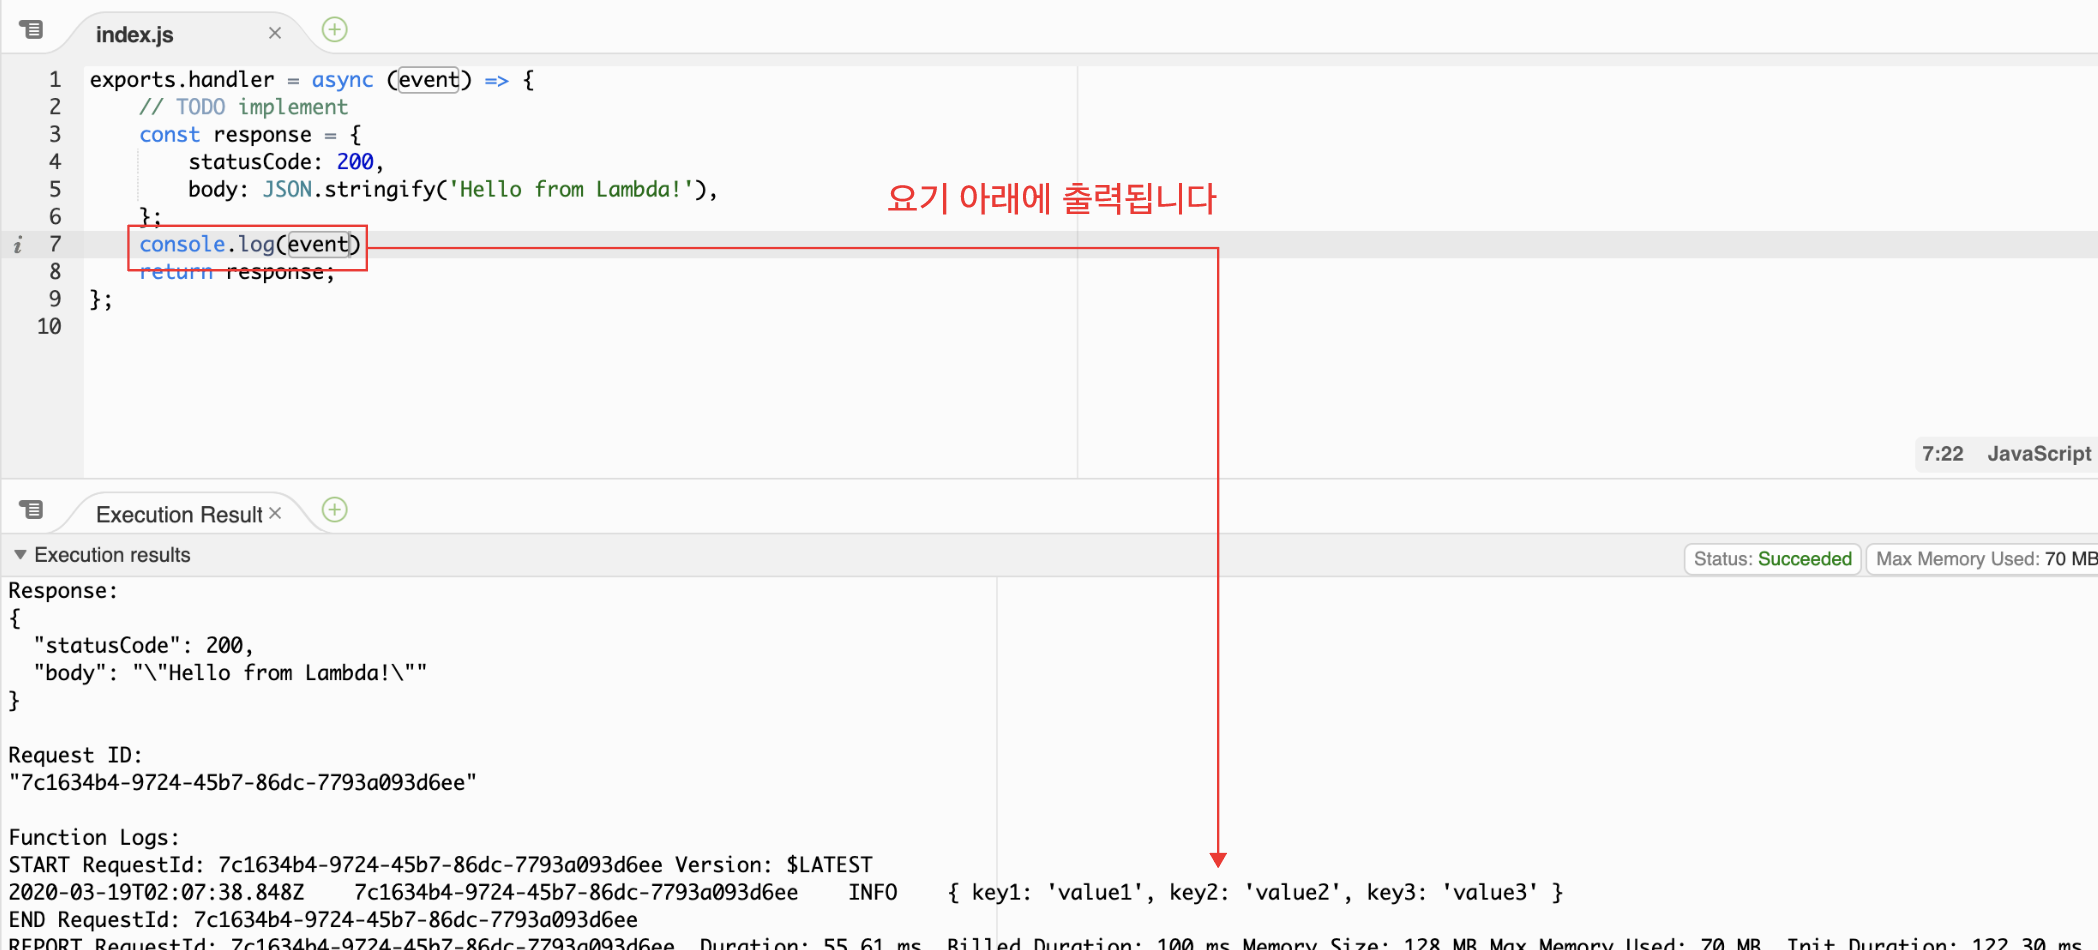 index.js
1 exports.handler = async (event) => {
2 // TODO implement
3 const response = {
4 statusCode: 200,
5 body: JSON.stringify('Hello from Lambda!'),
요기 아래에 출력됩니다
6 };
i 7 console.log(event)
8 return response;
9 };
10
7:22 JavaScript
Execution Result
Execution results
Status: Succeeded Max Memory Used: 70 MB
Response:
{
"statusCode": 200,
"body": "\"Hello from Lambda!\""
}
Request ID:
"7c1634b4-9724-45b7-86dc-7793a093d6ee"
Function Logs:
START RequestId: 7c1634b4-9724-45b7-86dc-7793a093d6ee Version: $LATEST
2020-03-19T02:07:38.848Z 7c1634b4-9724-45b7-86dc-7793a093d6ee INFO { key1: 'value1', key2: 'value2', key3: 'value3' }
END RequestId: 7c1634b4-9724-45b7-86dc-7793a093d6ee
REPORT RequestId: 7c1634b4-9724-45b7-86dc-7793a093d6ee Duration: 55.61 ms Billed Duration: 100 ms Memory Size: 128 MB Max Memory Used: 70 MB Init Duration: 122.30 ms